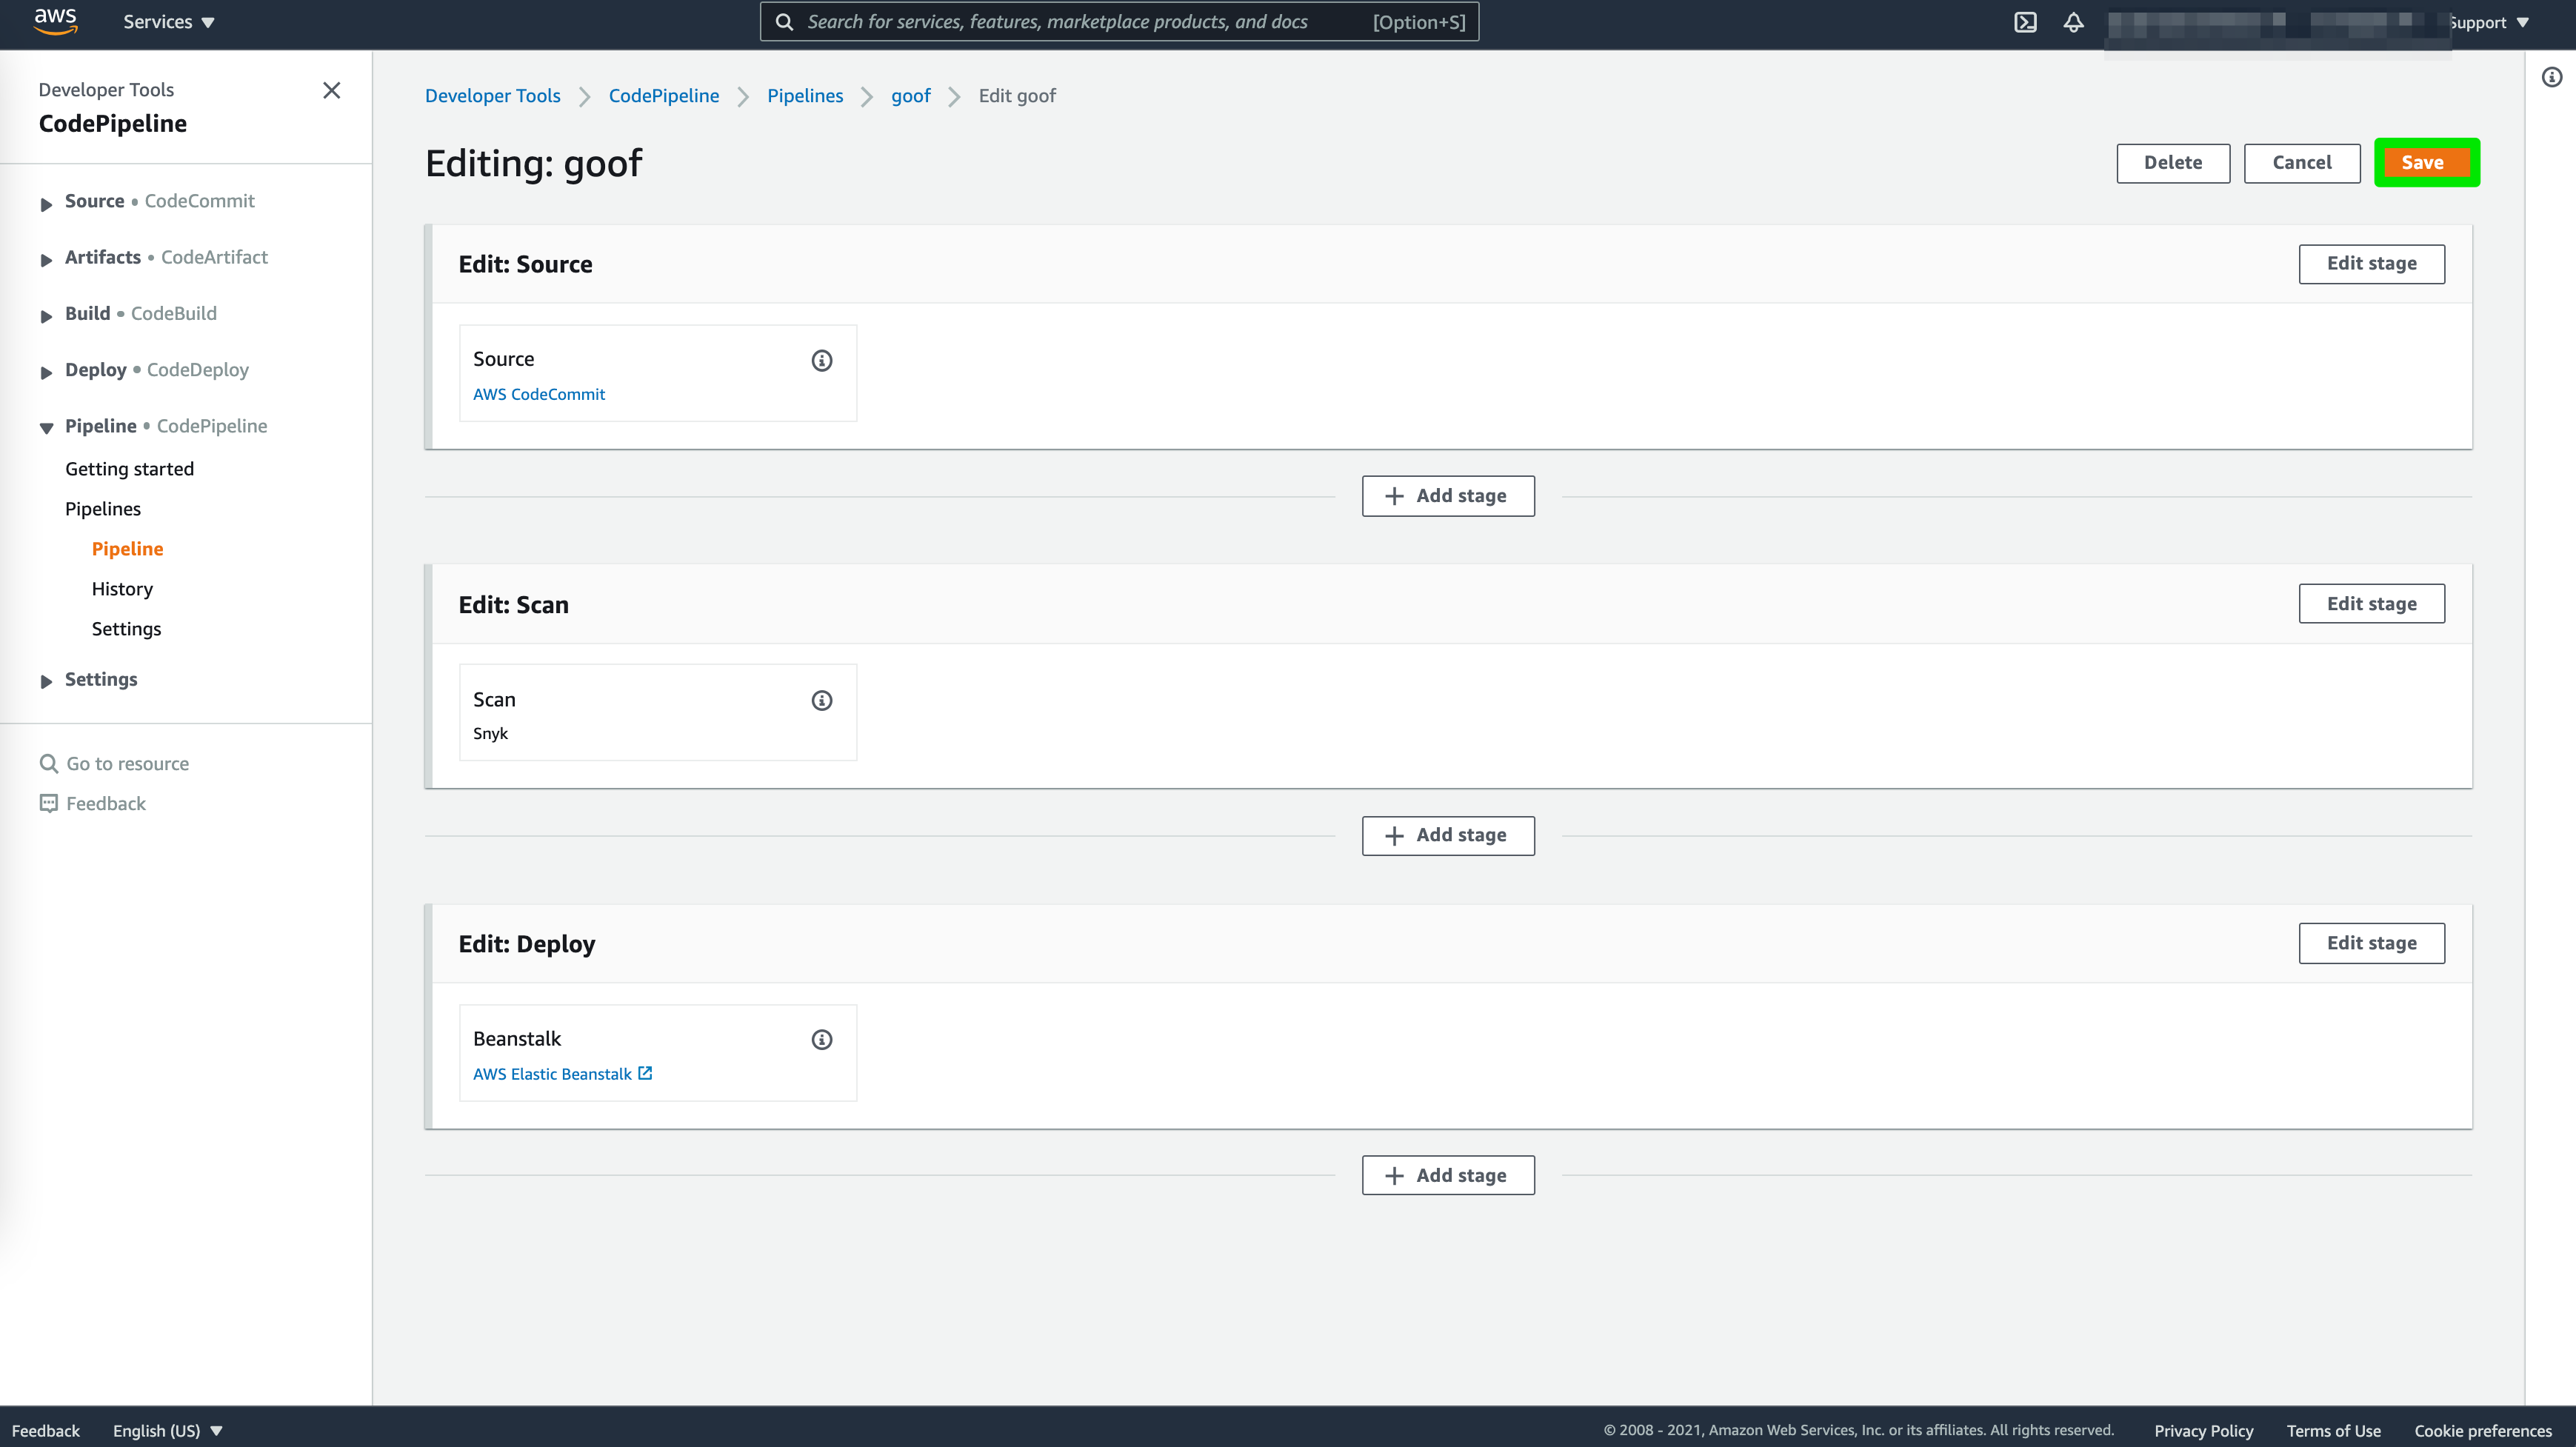 aws Services Search for services, features, marketplace products, and docs [Option+S] Support
Developer Tools
CodePipeline
Source • CodeCommit
Artifacts • CodeArtifact
Build • CodeBuild
Deploy • CodeDeploy
Pipeline • CodePipeline
Getting started
Pipelines
Pipeline
History
Settings
Settings
Go to resource
Feedback
Developer Tools > CodePipeline > Pipelines > goof > Edit goof
Editing: goof Delete Cancel Save
Edit: Source Edit stage
Source
AWS CodeCommit
+ Add stage
Edit: Scan Edit stage
Scan
Snyk
+ Add stage
Edit: Deploy Edit stage
Beanstalk
AWS Elastic Beanstalk
+ Add stage
Feedback English (US) © 2008 - 2021, Amazon Web Services, Inc. or its affiliates. All rights reserved. Privacy Policy Terms of Use Cookie preferences